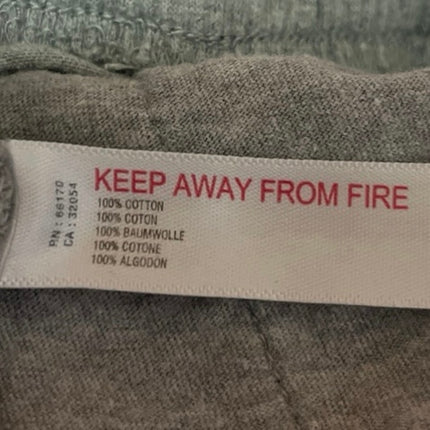 KEEP AWAY FROM FIRE
100% COTTON
100% COTON
100% BAUMWOLLE
100% COTONE
100% ALGODON
RN : 66170
CA : 32054